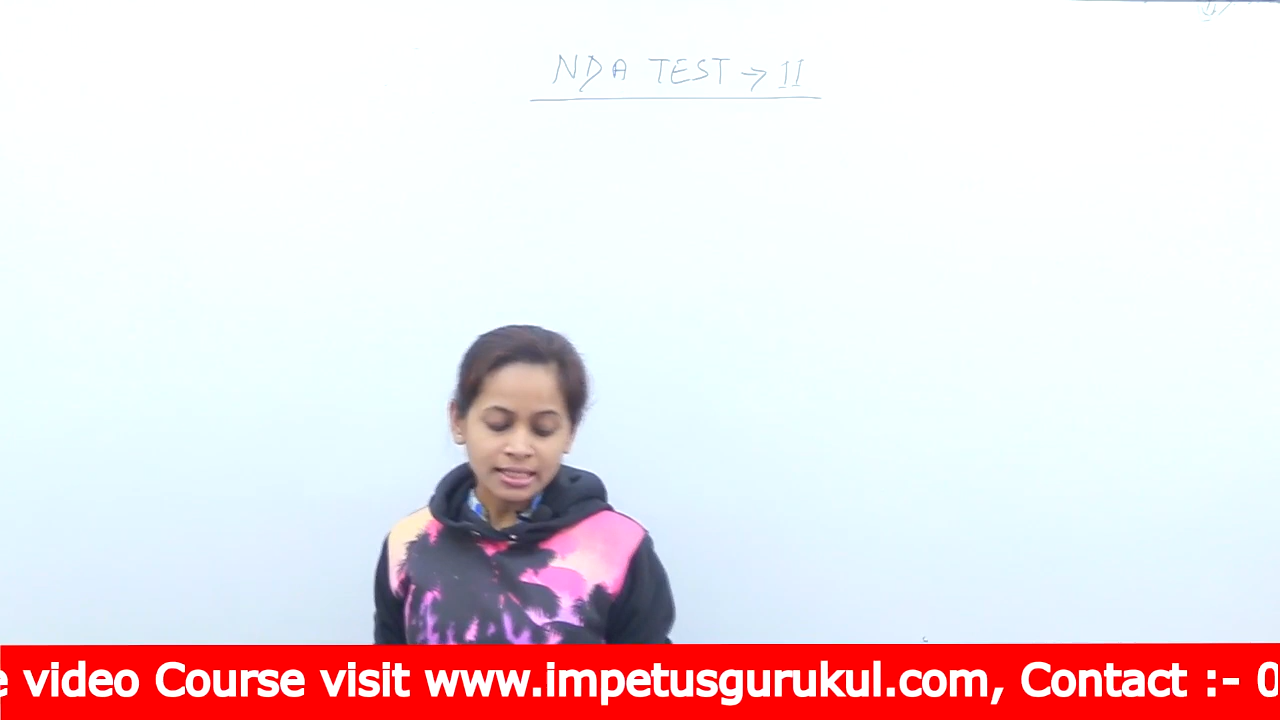 NDA TEST → II
e video Course visit www.impetusgurukul.com, Contact :- 0